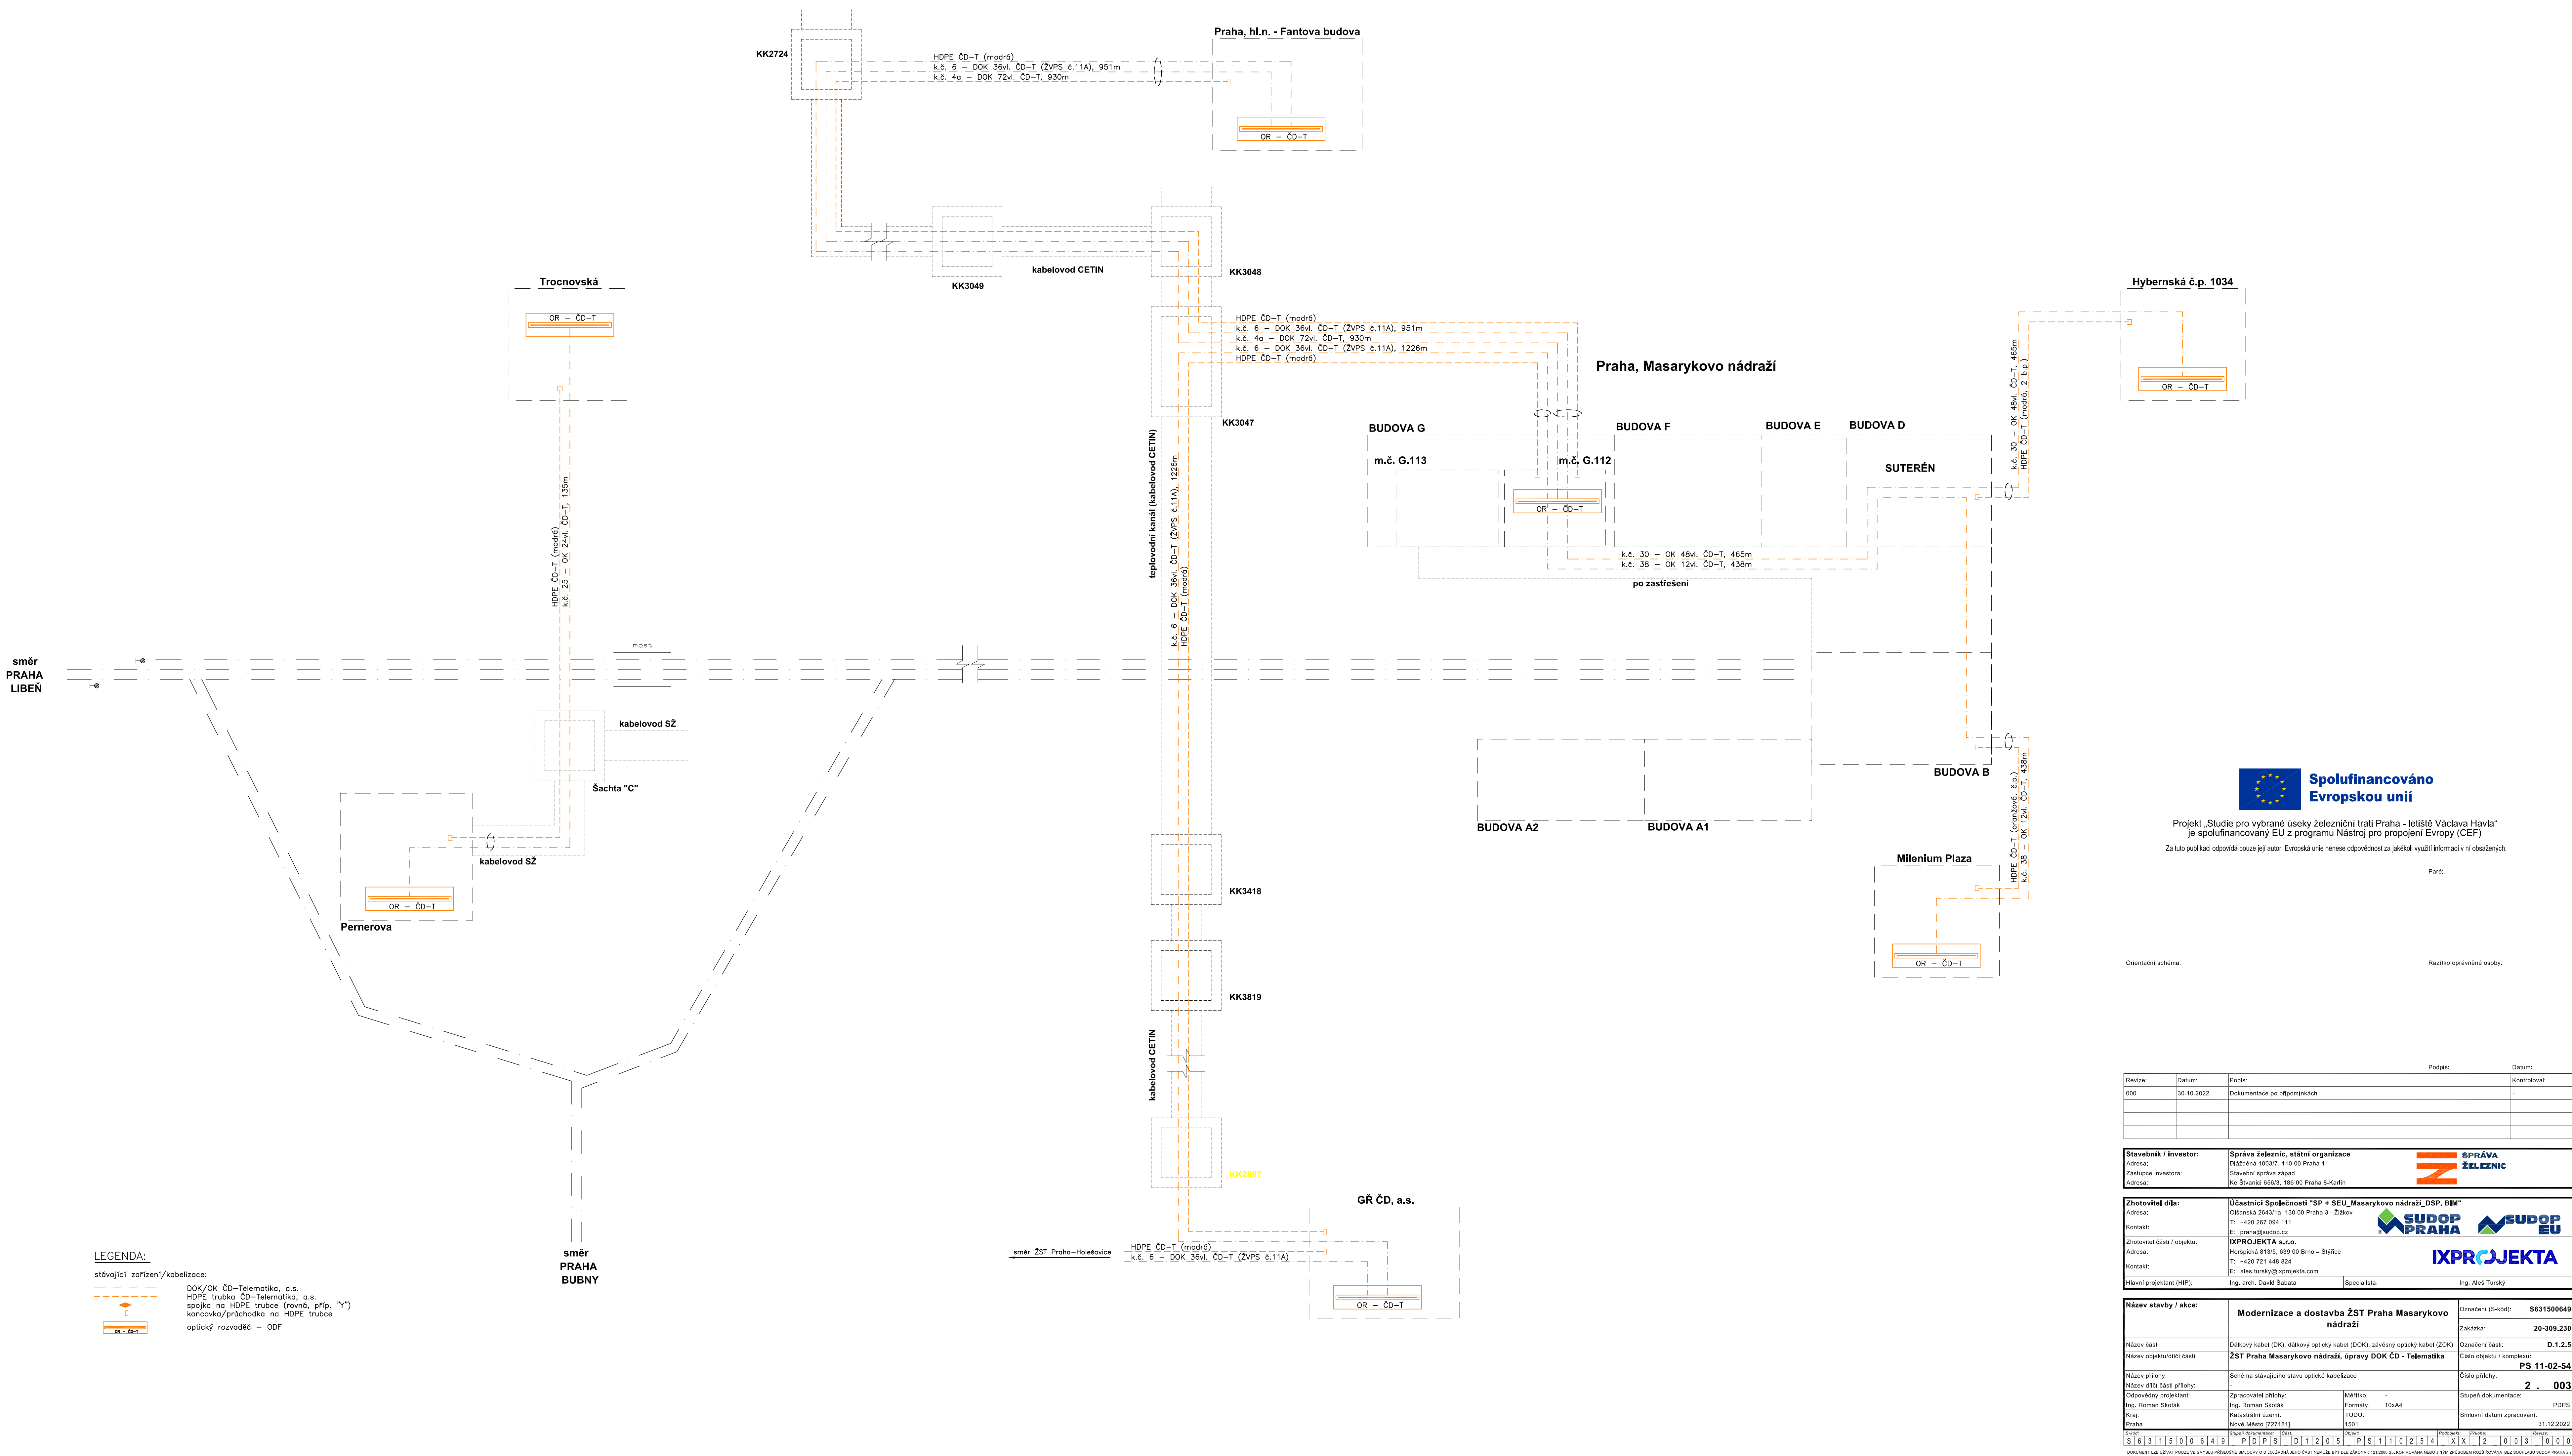 KK2724
HDPE ČD–T (modrá)
k.č. 6 – DOK 36vl. ČD–T (ŽVPS č.11A), 951m
k.č. 4a – DOK 72vl. ČD–T, 930m
Praha, hl.n. - Fantova budova
OR – ČD–T
KK3049
kabelovod CETIN
KK3048
Trocnovská
OR – ČD–T
HDPE ČD–T (modrá)
k.č. 25 – OK 24vl. ČD–T, 135m
HDPE ČD–T (modrá)
k.č. 6 – DOK 36vl. ČD–T (ŽVPS č.11A), 951m
k.č. 4a – DOK 72vl. ČD–T, 930m
k.č. 6 – DOK 36vl. ČD–T (ŽVPS č.11A), 1226m
HDPE ČD–T (modrá)
KK3047
Praha, Masarykovo nádraží
Hybernská č.p. 1034
OR – ČD–T
k.č. 30 – OK 48vl. ČD–T, 465m
HDPE ČD–T (modrá, 2 b.p.)
BUDOVA G
BUDOVA F
BUDOVA E
BUDOVA D
m.č. G.113
m.č. G.112
SUTERÉN
OR – ČD–T
k.č. 30 – OK 48vl. ČD–T, 465m
k.č. 38 – OK 12vl. ČD–T, 438m
po zastřešení
teplovodní kanál (kabelovod CETIN)
k.č. 6 – DOK 36vl. ČD–T (ŽVPS č.11A), 1226m
HDPE ČD–T (modrá)
směr
PRAHA
LIBEŇ
most
kabelovod SŽ
Šachta "C"
kabelovod SŽ
OR – ČD–T
Pernerova
BUDOVA B
BUDOVA A2
BUDOVA A1
HDPE ČD–T (oranžová, č.p.)
k.č. 38 – OK 12vl. ČD–T, 438m
Milenium Plaza
OR – ČD–T
KK3418
KK3819
kabelovod CETIN
KK2897
GŘ ČD, a.s.
směr ŽST Praha–Holešovice
HDPE ČD–T (modrá)
k.č. 6 – DOK 36vl. ČD–T (ŽVPS č.11A)
OR – ČD–T
směr
PRAHA
BUBNY
LEGENDA:
stávající zařízení/kabelizace:
DOK/OK ČD–Telematika, a.s.
HDPE trubka ČD–Telematika, a.s.
spojka na HDPE trubce (rovná, příp. "Y")
koncovka/průchodka na HDPE trubce
OR – ČD–T
optický rozvaděč – ODF
Spolufinancováno
Evropskou unií
Projekt „Studie pro vybrané úseky železniční trati Praha - letiště Václava Havla“
je spolufinancovaný EU z programu Nástroj pro propojení Evropy (CEF)
Za tuto publikaci odpovídá pouze její autor. Evropská unie nenese odpovědnost za jakékoli využití informací v ní obsažených.
Paré:
Orientační schéma:
Razítko oprávněné osoby:
Podpis:
Datum:
Revize: Datum: Popis: Kontroloval:
000 30.10.2022 Dokumentace po připomínkách -
Stavebník / investor: Správa železnic, státní organizace
Adresa: Dlážděná 1003/7, 110 00 Praha 1
Zástupce investora: Stavební správa západ
Adresa: Ke Štvanici 656/3, 186 00 Praha 8-Karlín
SPRÁVA
ŽELEZNIC
Zhotovitel díla: Účastníci Společnosti "SP + SEU_Masarykovo nádraží_DSP, BIM"
Adresa: Olšanská 2643/1a, 130 00 Praha 3 - Žižkov
Kontakt: T: +420 267 094 111
E: praha@sudop.cz
SUDOP
PRAHA
SUDOP
EU
Zhotovitel části / objektu: IXPROJEKTA s.r.o.
Adresa: Heršpická 813/5, 639 00 Brno – Štýřice
Kontakt: T: +420 721 448 824
E: ales.tursky@ixprojekta.com
IXPROJEKTA
Hlavní projektant (HIP): Ing. arch. David Šabata Specialista: Ing. Aleš Turský
Název stavby / akce: Modernizace a dostavba ŽST Praha Masarykovo
nádraží
Označení (S-kód): S631500649
Zakázka: 20-309.230
Název části: Dálkový kabel (DK), dálkový optický kabel (DOK), závěsný optický kabel (ZOK) Označení části: D.1.2.5
Název objektu/dílčí části: ŽST Praha Masarykovo nádraží, úpravy DOK ČD - Telematika Číslo objektu / komplexu:
PS 11-02-54
Název přílohy: Schéma stávajícího stavu optické kabelizace Číslo přílohy:
Název dílčí části přílohy: - 2 . 003
Odpovědný projektant: Zpracovatel přílohy: Měřítko: - Stupeň dokumentace:
Ing. Roman Skoták Ing. Roman Skoták Formáty: 10xA4 PDPS
Kraj: Katastrální území: TUDU: Smluvní datum zpracování:
Praha Nové Město [727181] 1501 31.12.2022
S-kód: Stupeň dokumentace: Část: Objekt: Podobjekt: Příloha: Revize:
S631500649 _ PDPS _ D1205 _ PS110254 _ XX _ 2 _ 003 _ 000